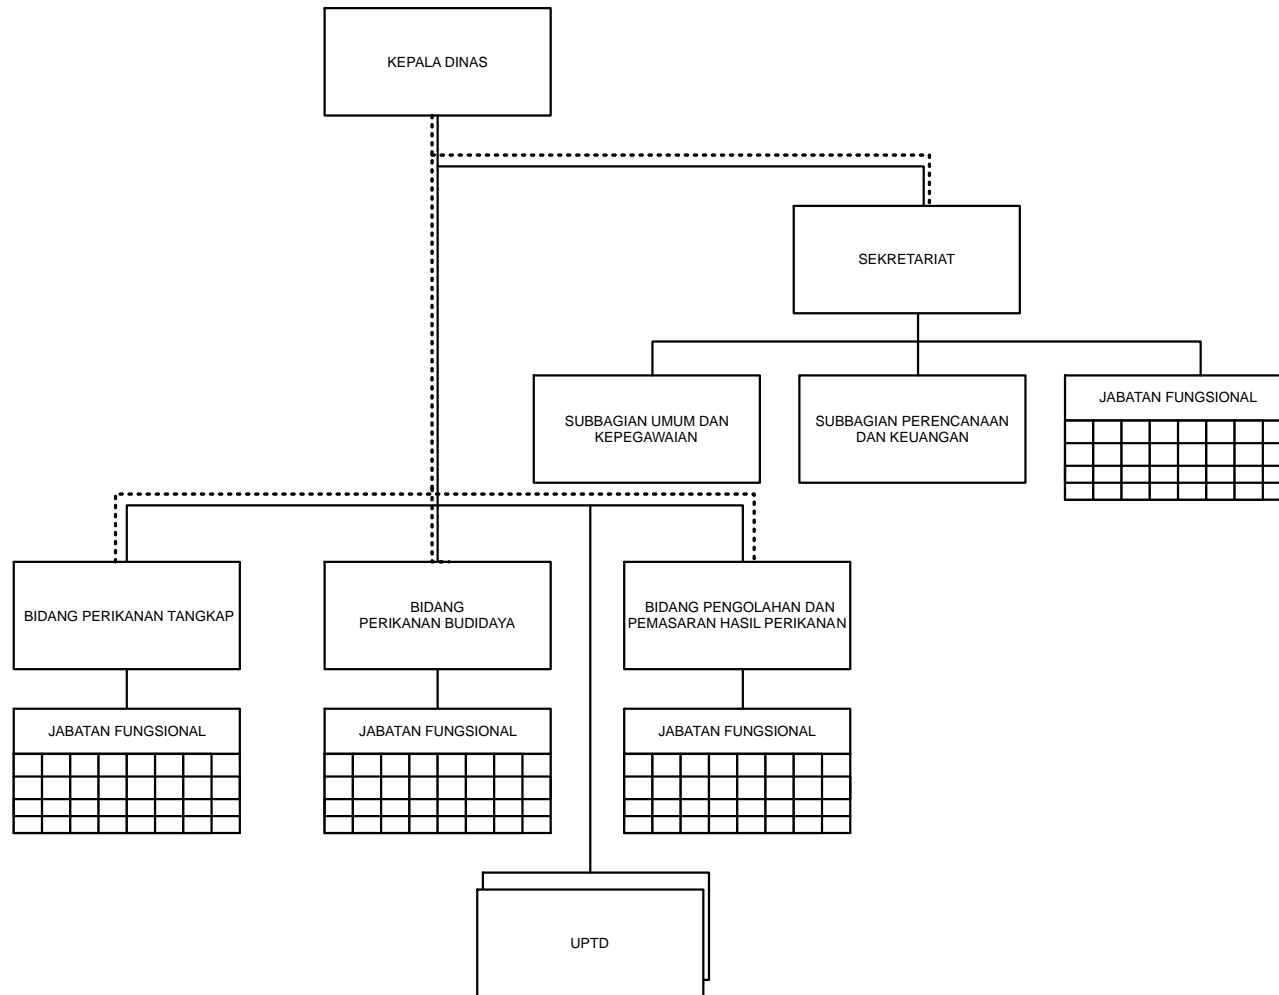 KEPALA DINAS
SEKRETARIAT
SUBBAGIAN UMUM DAN
KEPEGAWAIAN
SUBBAGIAN PERENCANAAN
DAN KEUANGAN
JABATAN FUNGSIONAL
BIDANG PERIKANAN TANGKAP
BIDANG
PERIKANAN BUDIDAYA
BIDANG PENGOLAHAN DAN
PEMASARAN HASIL PERIKANAN
JABATAN FUNGSIONAL
JABATAN FUNGSIONAL
JABATAN FUNGSIONAL
UPTD